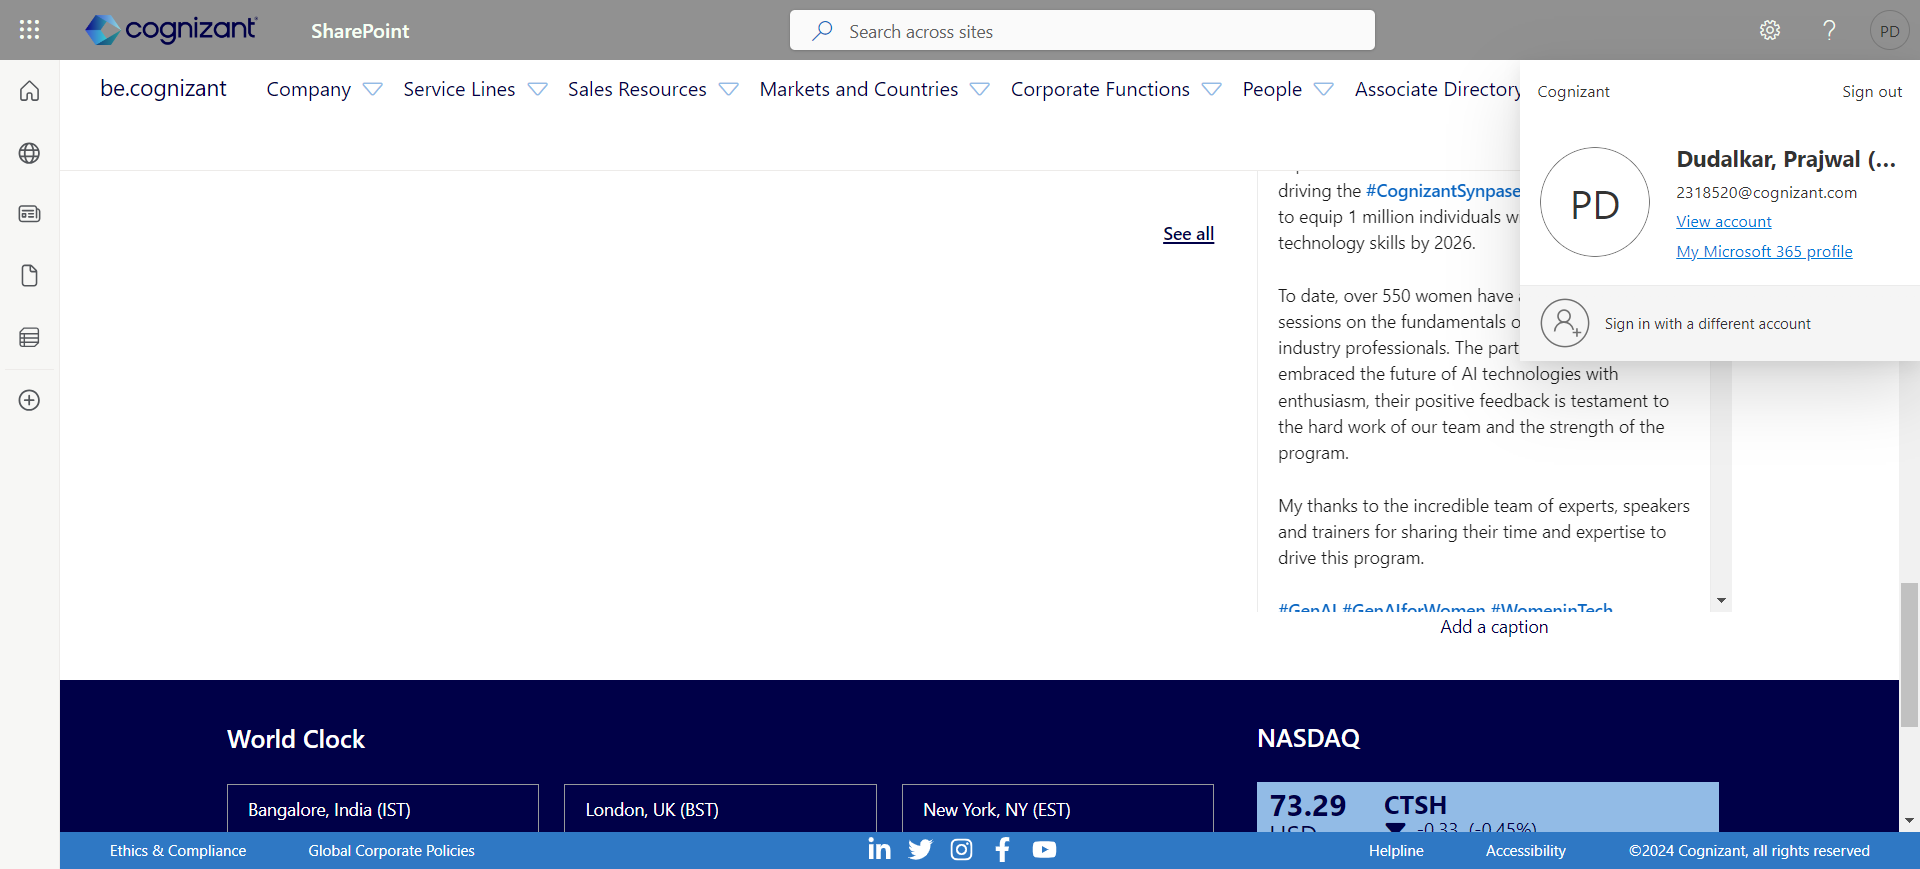 cognizant
SharePoint
Search across sites
PD
be.cognizant
Company
Service Lines
Sales Resources
Markets and Countries
Corporate Functions
People
Associate Directory
Cognizant
Sign out
PD
Dudalkar, Prajwal (...
2318520@cognizant.com
View account
My Microsoft 365 profile
Sign in with a different account
See all
driving the #CognizantSynpase
to equip 1 million individuals
technology skills by 2026.
To date, over 550 women have
sessions on the fundamentals
industry professionals. The
embraced the future of AI technologies with
enthusiasm, their positive feedback is testament to
the hard work of our team and the strength of the
program.
My thanks to the incredible team of experts, speakers
and trainers for sharing their time and expertise to
drive this program.
#GenAI #GenAIforWomen #WomeninTech
Add a caption
World Clock
Bangalore, India (IST)
London, UK (BST)
New York, NY (EST)
NASDAQ
73.29
USD
CTSH
-0.33 (-0.45%)
Ethics & Compliance
Global Corporate Policies
Helpline
Accessibility
©2024 Cognizant, all rights reserved